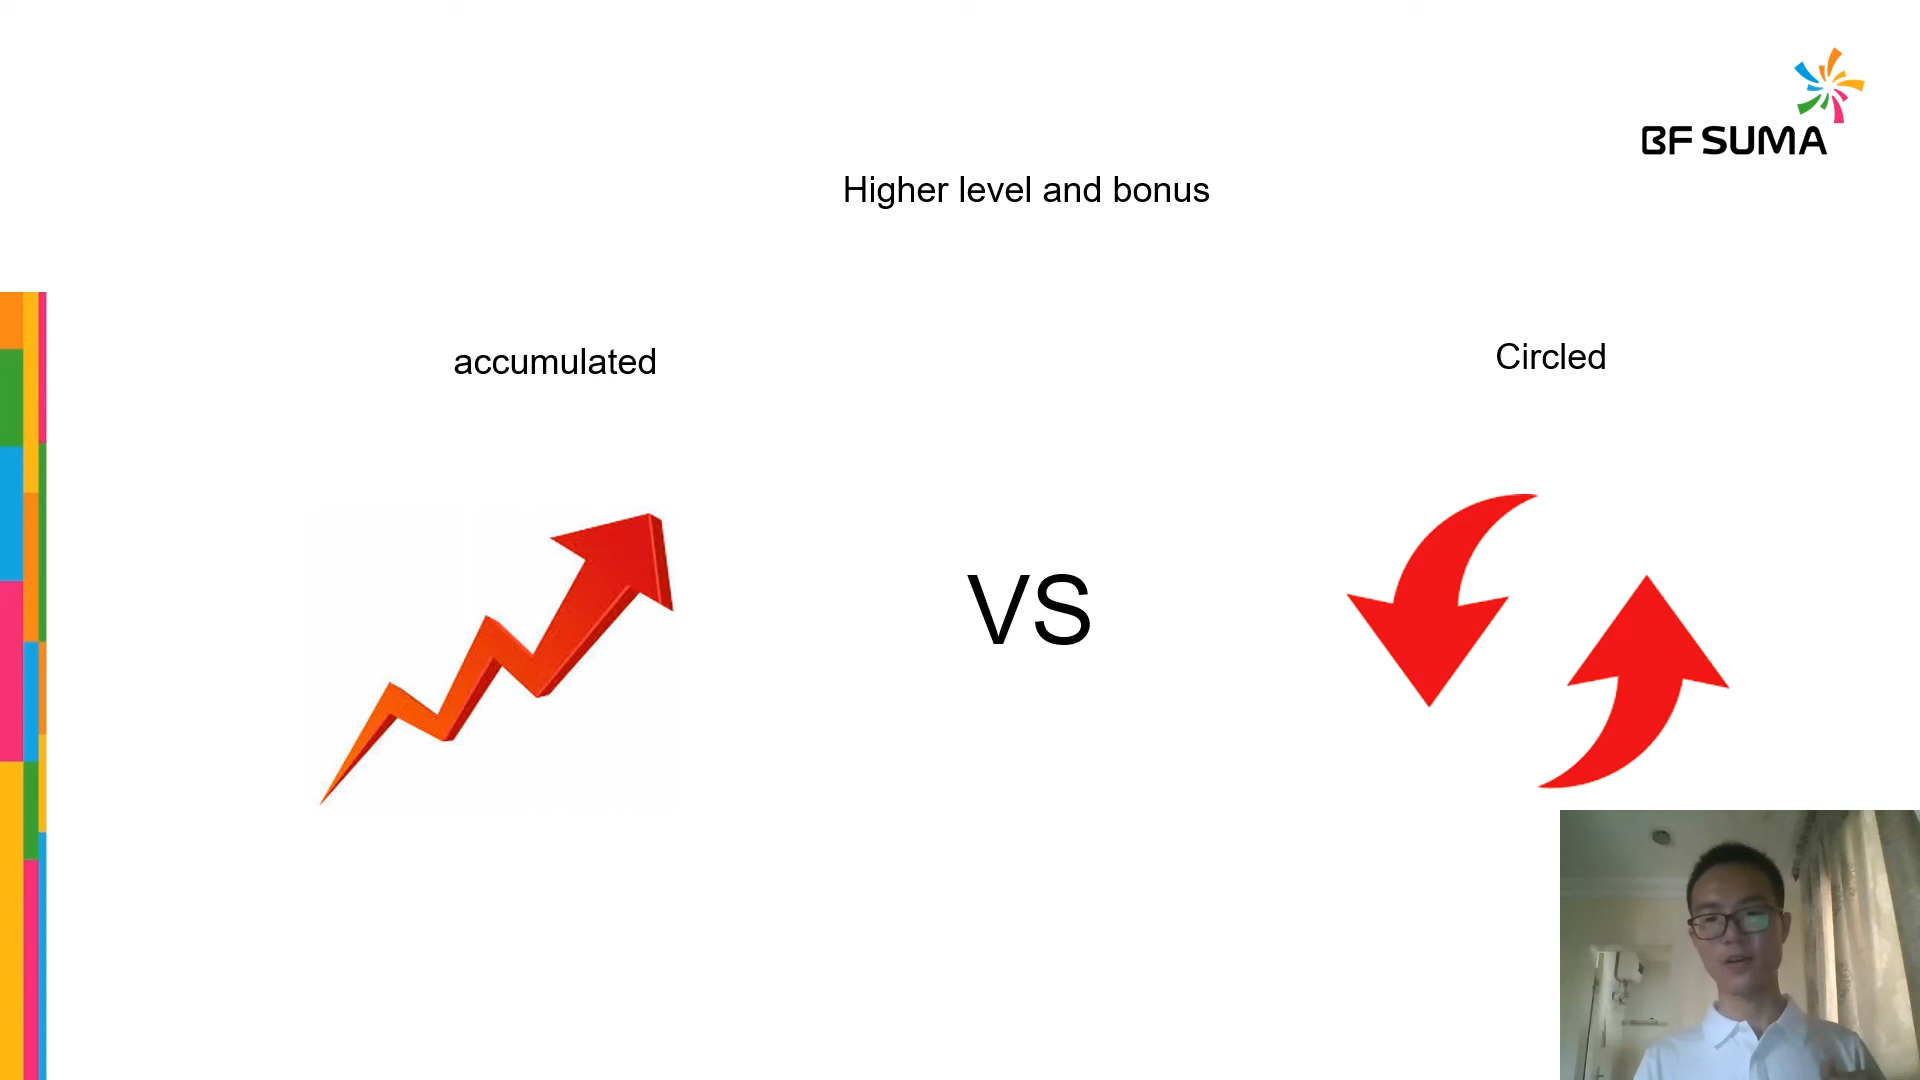 BF SUMA
Higher level and bonus
accumulated
Circled
VS